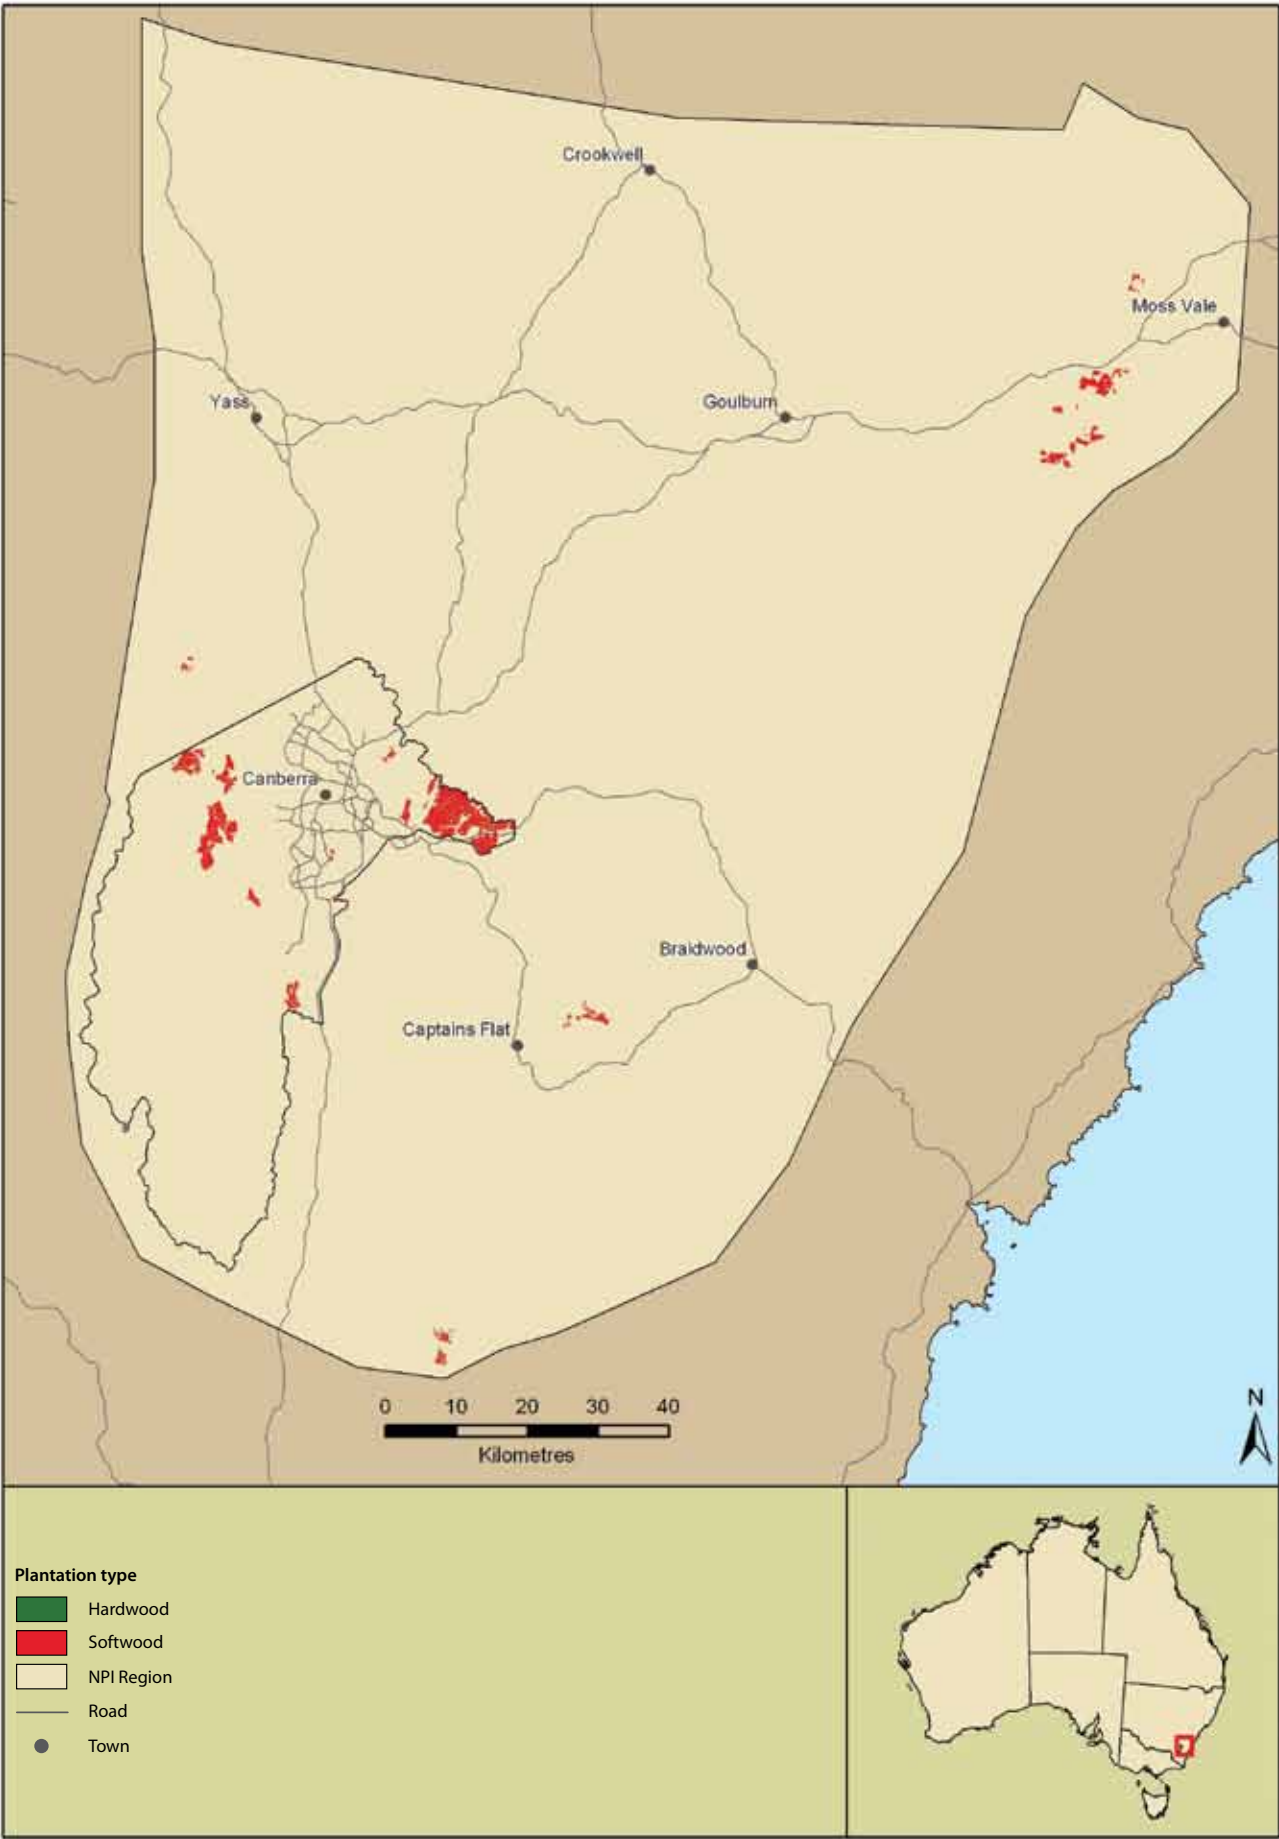 Crookwell
Moss Vale
Yass
Goulburn
Canberra
Braidwood
Captains Flat
0 10 20 30 40
Kilometres
N
Plantation type
Hardwood
Softwood
NPI Region
Road
Town